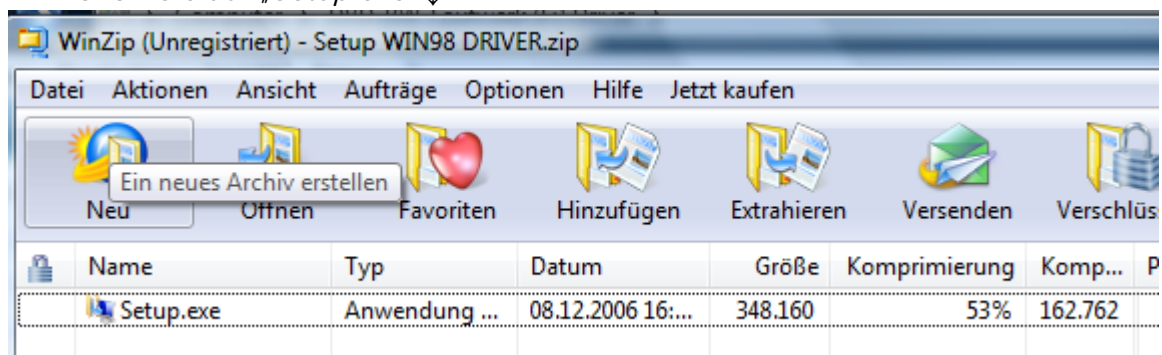 WinZip (Unregistriert) - Setup WIN98 DRIVER.zip
Datei Aktionen Ansicht Aufträge Optionen Hilfe Jetzt kaufen
Ein neues Archiv erstellen
Neu Öffnen Favoriten Hinzufügen Extrahieren Versenden Verschlüs
Name Typ Datum Größe Komprimierung Komp... P
Setup.exe Anwendung ... 08.12.2006 16:... 348.160 53% 162.762